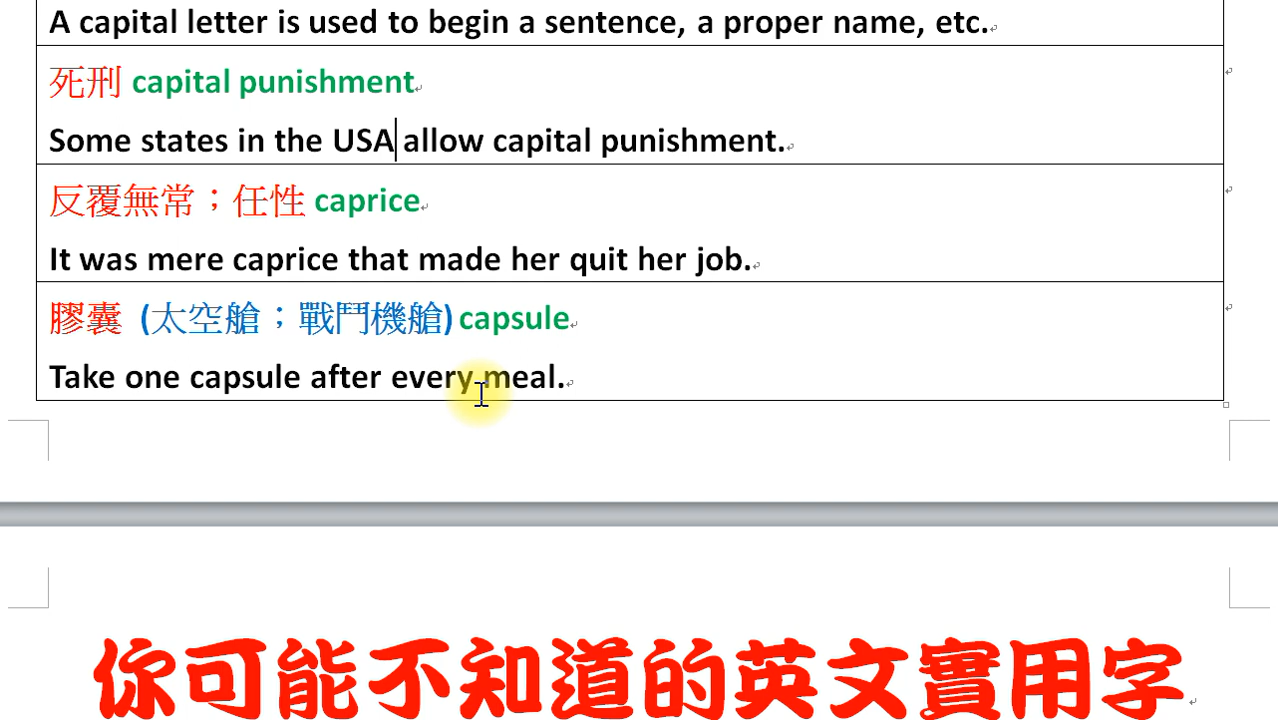 A capital letter is used to begin a sentence, a proper name, etc.
死刑 capital punishment
Some states in the USA allow capital punishment.
反覆無常；任性 caprice
It was mere caprice that made her quit her job.
膠囊 (太空艙；戰鬥機艙) capsule
Take one capsule after every meal.
你可能不知道的英文實用字